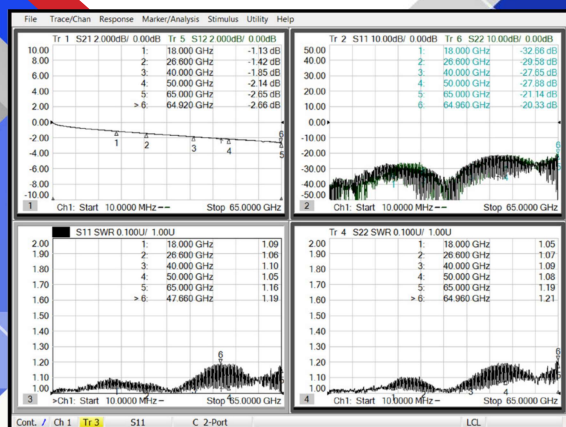 File Trace/Chan Response Marker/Analysis Stimulus Utility Help
Tr 1 S21 2.000dB/ 0.00dB Tr 5 S12 2.000dB/ 0.00dB
10.00
8.00
6.00
4.00
2.00
0.00
-2.00
-4.00
-6.00
-8.00
-10.00
1: 18.000 GHz -1.13 dB
2: 26.600 GHz -1.42 dB
3: 40.000 GHz -1.85 dB
4: 50.000 GHz -2.14 dB
5: 65.000 GHz -2.65 dB
> 6: 64.920 GHz -2.66 dB
1 2 3 4 6 5
1 Ch1: Start 10.0000 MHz Stop 65.0000 GHz
Tr 2 S11 10.00dB/ 0.00dB Tr 6 S22 10.00dB/ 0.00dB
50.00
40.00
30.00
20.00
10.00
0.00
-10.00
-20.00
-30.00
-40.00
-50.00
1: 18.000 GHz -32.86 dB
2: 26.600 GHz -29.58 dB
3: 40.000 GHz -27.65 dB
4: 50.000 GHz -27.88 dB
5: 65.000 GHz -21.14 dB
6: 64.960 GHz -20.33 dB
2 Ch1: Start 10.0000 MHz Stop 65.0000 GHz
S11 SWR 0.100U/ 1.00U
2.00
1.90
1.80
1.70
1.60
1.50
1.40
1.30
1.20
1.10
1.00
1: 18.000 GHz 1.09
2: 26.600 GHz 1.06
3: 40.000 GHz 1.10
4: 50.000 GHz 1.05
5: 65.000 GHz 1.16
> 6: 47.660 GHz 1.19
6
3 >Ch1: Start 10.0000 MHz Stop 65.0000 GHz
Tr 4 S22 SWR 0.100U/ 1.00U
2.00
1.90
1.80
1.70
1.60
1.50
1.40
1.30
1.20
1.10
1.00
1: 18.000 GHz 1.05
2: 26.600 GHz 1.07
3: 40.000 GHz 1.09
4: 50.000 GHz 1.08
5: 65.000 GHz 1.19
> 6: 64.960 GHz 1.21
4 Ch1: Start 10.0000 MHz Stop 65.0000 GHz
Cont. / Ch 1 Tr 3 S11 C 2-Port LCL